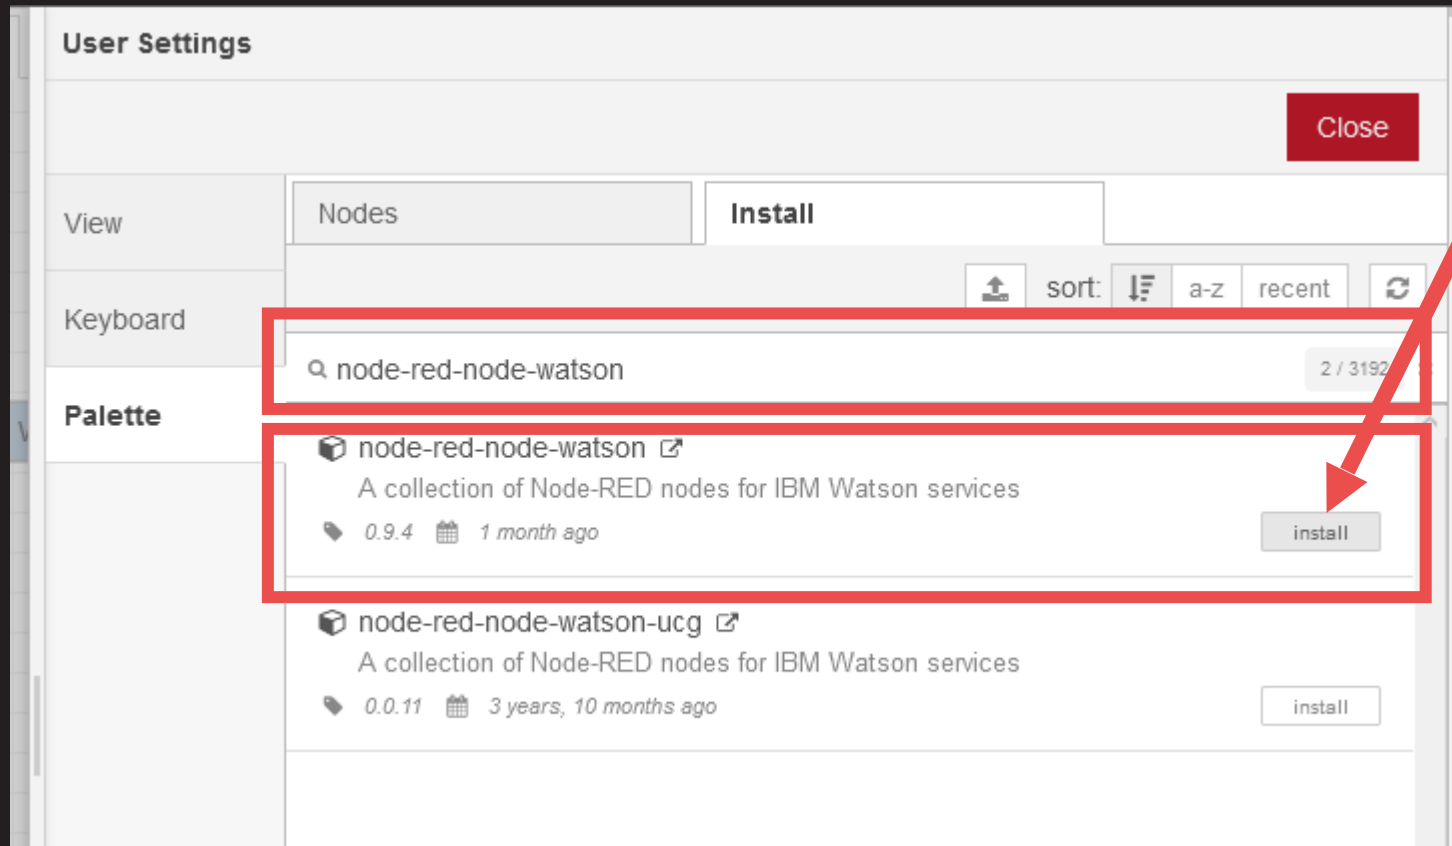 User Settings
Close
View
Nodes
Install
sort:
a-z
recent
Keyboard
node-red-node-watson
2 / 3192
Palette
node-red-node-watson
A collection of Node-RED nodes for IBM Watson services
0.9.4
1 month ago
install
node-red-node-watson-ucg
A collection of Node-RED nodes for IBM Watson services
0.0.11
3 years, 10 months ago
install